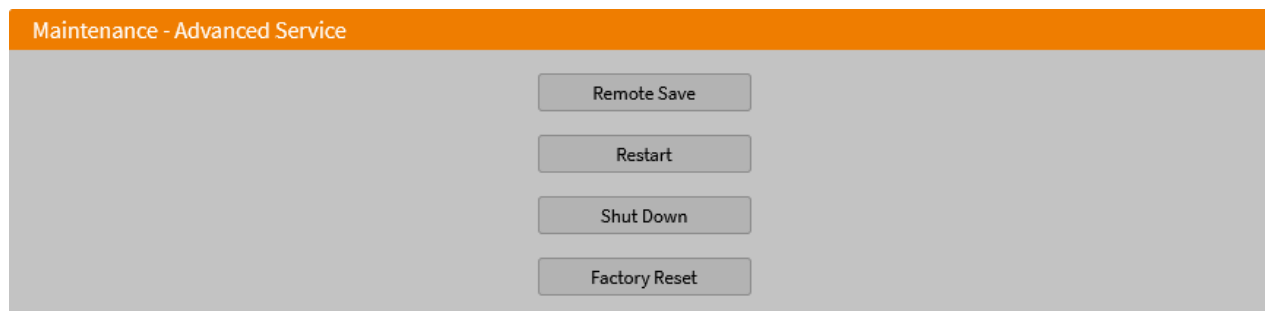 Maintenance - Advanced Service
Remote Save
Restart
Shut Down
Factory Reset